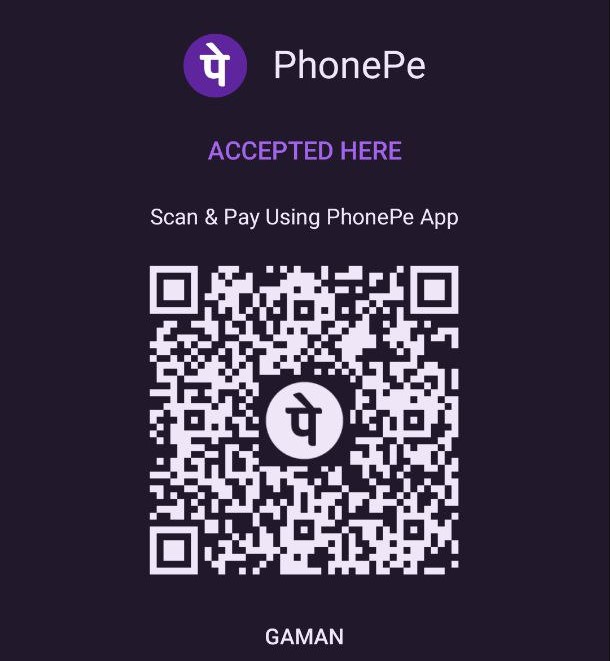 पे PhonePe
ACCEPTED HERE
Scan & Pay Using PhonePe App
पे
GAMAN